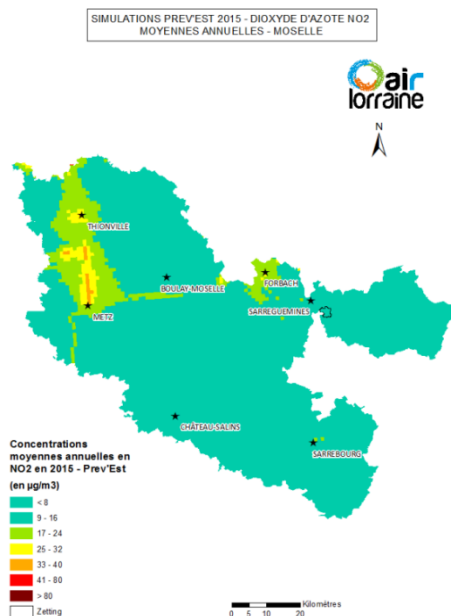 SIMULATIONS PREV'EST 2015 - DIOXYDE D'AZOTE NO2
MOYENNES ANNUELLES - MOSELLE
air
lorraine
N
THIONVILLE
BOULAY-MOSELLE
FORBACH
METZ
SARREGUEMINES
CHÂTEAU-SALINS
SARREBOURG
Concentrations
moyennes annuelles en
NO2 en 2015 - Prev'Est
(en µg/m3)
< 8
9 - 16
17 - 24
25 - 32
33 - 40
41 - 80
> 80
Zetting
Kilomètres
0 5 10 20